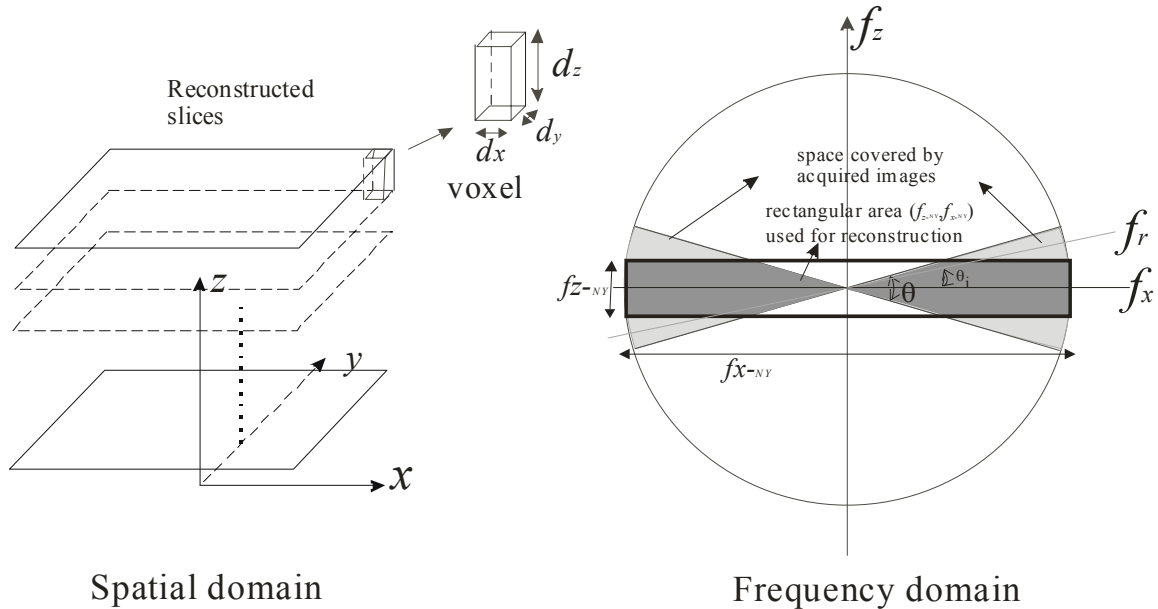 Reconstructed
slices
dz
dy
dx
voxel
z
y
x
Spatial domain
fz
space covered by
acquired images
rectangular area (fz-NY,fx-NY)
used for reconstruction
fr
θi
θ
fx
fz-NY
fx-NY
Frequency domain